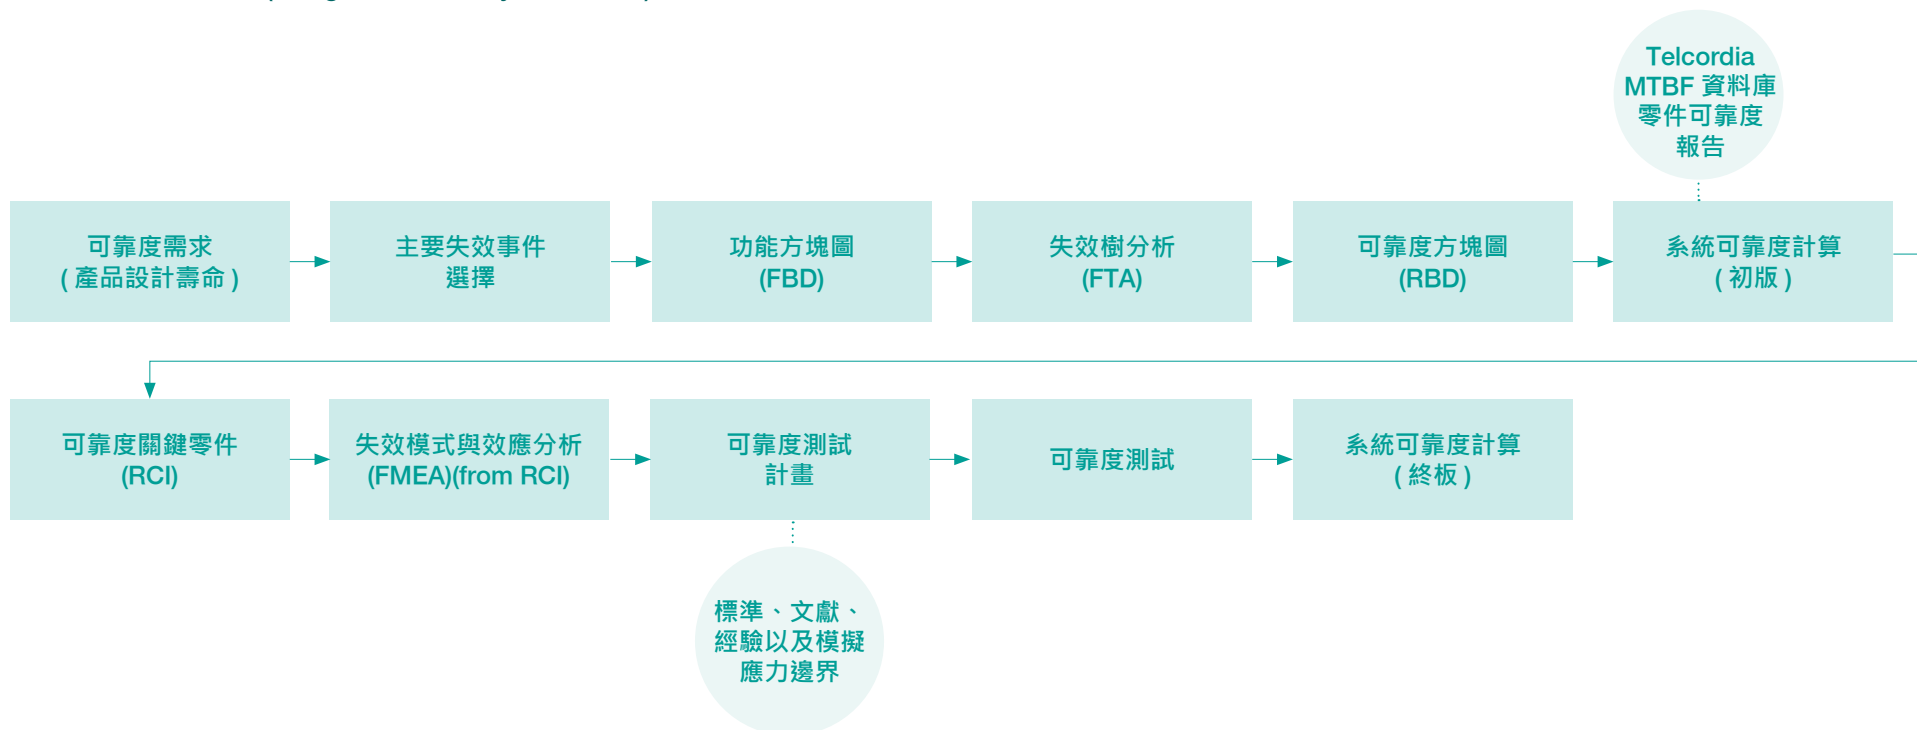 Telcordia
MTBF 資料庫
零件可靠度
報告
可靠度需求
( 產品設計壽命 )
主要失效事件
選擇
功能方塊圖
(FBD)
失效樹分析
(FTA)
可靠度方塊圖
(RBD)
系統可靠度計算
( 初版 )
可靠度關鍵零件
(RCI)
失效模式與效應分析
(FMEA)(from RCI)
可靠度測試
計畫
可靠度測試
系統可靠度計算
( 終板 )
標準、文獻、
經驗以及模擬
應力邊界